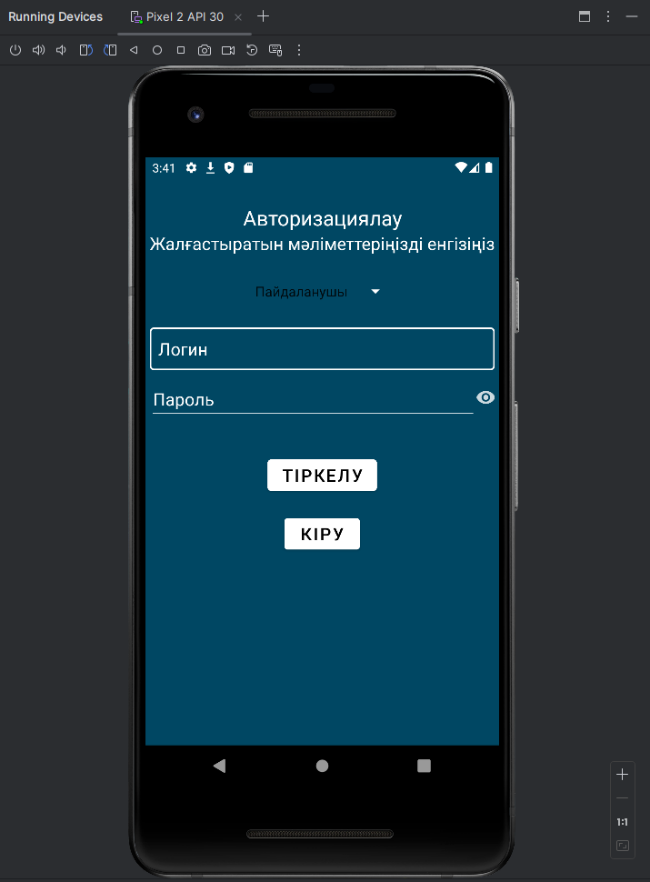 Running Devices
Pixel 2 API 30
3:41
Авторизациялау
Жалғастыратын мәліметтеріңізді енгізіңіз
Пайдаланушы
Логин
Пароль
ТІРКЕЛУ
КІРУ
1:1